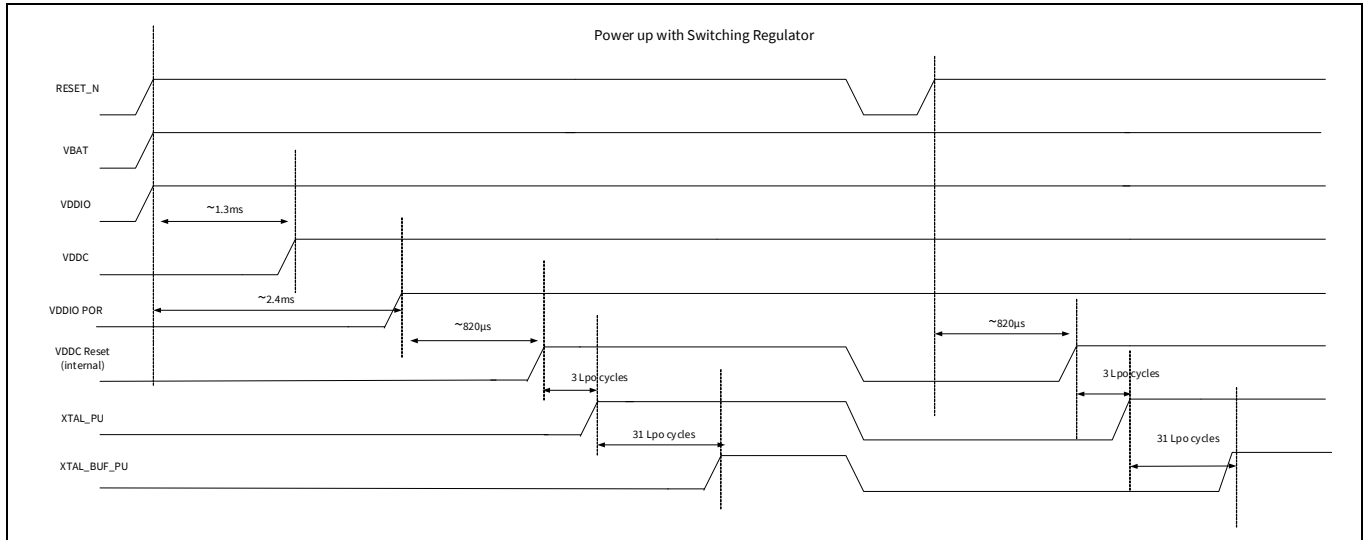 Power up with Switching Regulator
RESET_N
VBAT
VDDIO
~1.3ms
VDDC
~2.4ms
VDDIO POR
~820µs
~820µs
VDDC Reset
(internal)
3 Lpo cycles
3 Lpo cycles
XTAL_PU
31 Lpo cycles
31 Lpo cycles
XTAL_BUF_PU